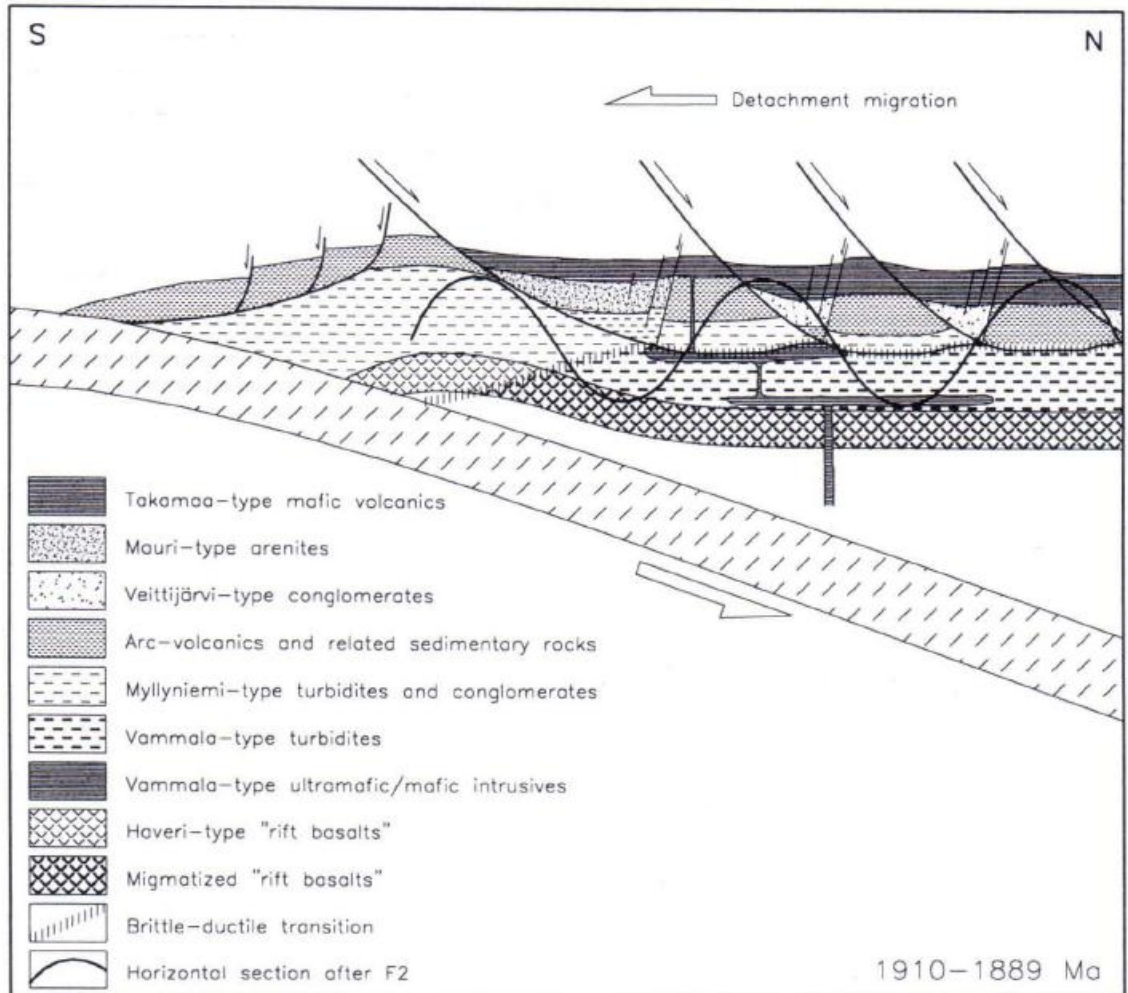 S
N
Detachment migration
Takamaa-type mafic volcanics
Mauri-type arenites
Veittijärvi-type conglomerates
Arc-volcanics and related sedimentary rocks
Myllyniemi-type turbidites and conglomerates
Vammala-type turbidites
Vammala-type ultramafic/mafic intrusives
Haveri-type "rift basalts"
Migmatized "rift basalts"
Brittle-ductile transition
Horizontal section after F2
1910-1889 Ma